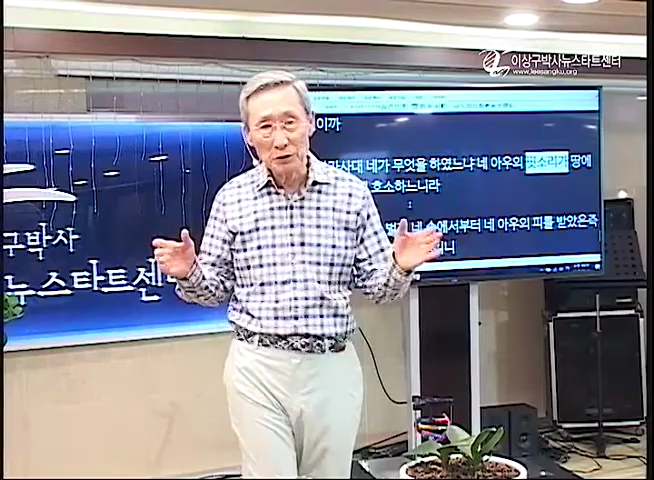 이상구박사뉴스타트센터
www.leesangku.org
이까
가라사대 네가 무엇을 하였느냐 네 아우의 핏소리가 땅에
호소하느니라
네 손에서부터 네 아우의 피를 받았은즉
니
구박사
뉴스타트센